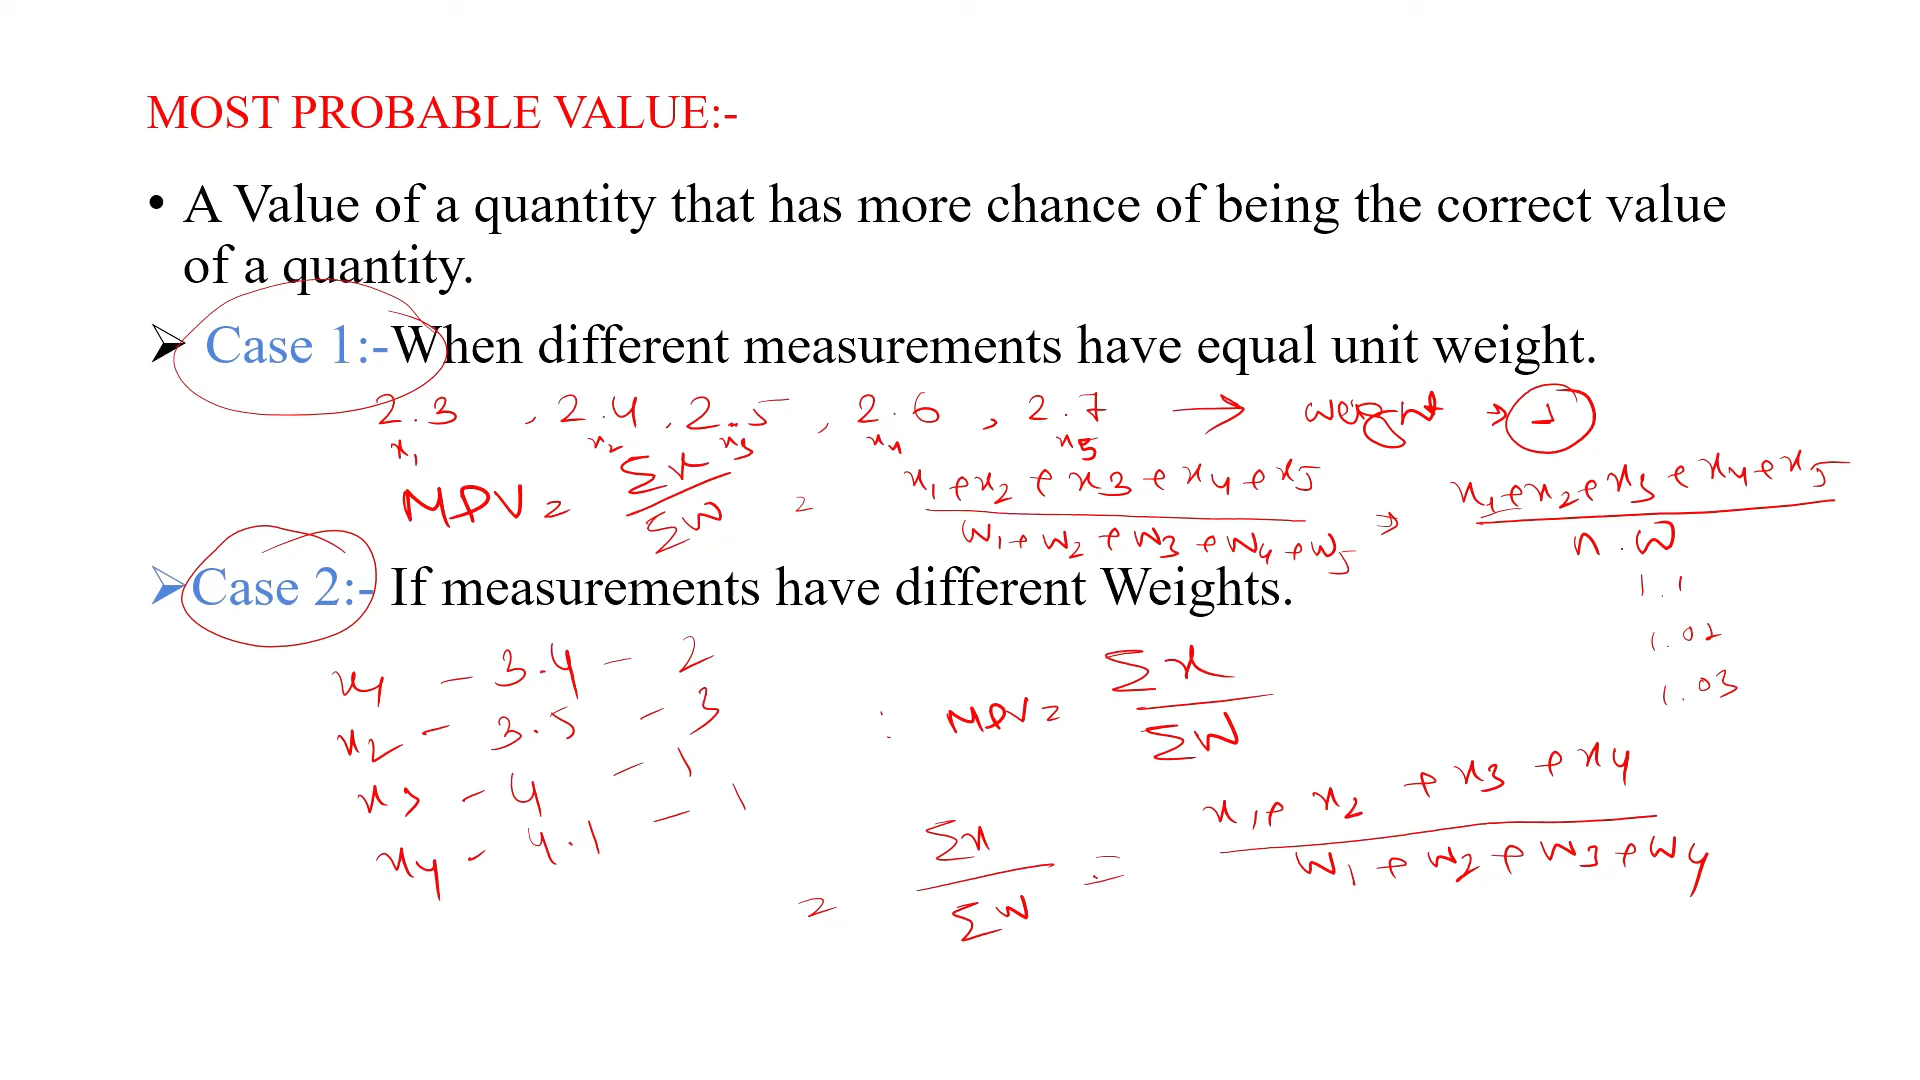 MOST PROBABLE VALUE:-
• A Value of a quantity that has more chance of being the correct value
of a quantity.
➢ Case 1:-When different measurements have equal unit weight.
2.3 , 2.4 , 2.5 , 2.6 , 2.7 → weight → 1
x1 x2 x3 x4 x5
MPV = Σx / Σw = x1+x2+x3+x4+x5 / w1+w2+w3+w4+w5 → x1+x2+x3+x4+x5 / n.w
➢ Case 2:- If measurements have different Weights.
1.1
1.02
1.03
x1 - 3.4 - 2
x2 - 3.5 - 3
x3 - 4 - 1
x4 - 4.1 - 1
: MPV = Σx / Σw
= Σx / Σw = x1+x2+x3+x4 / w1+w2+w3+w4